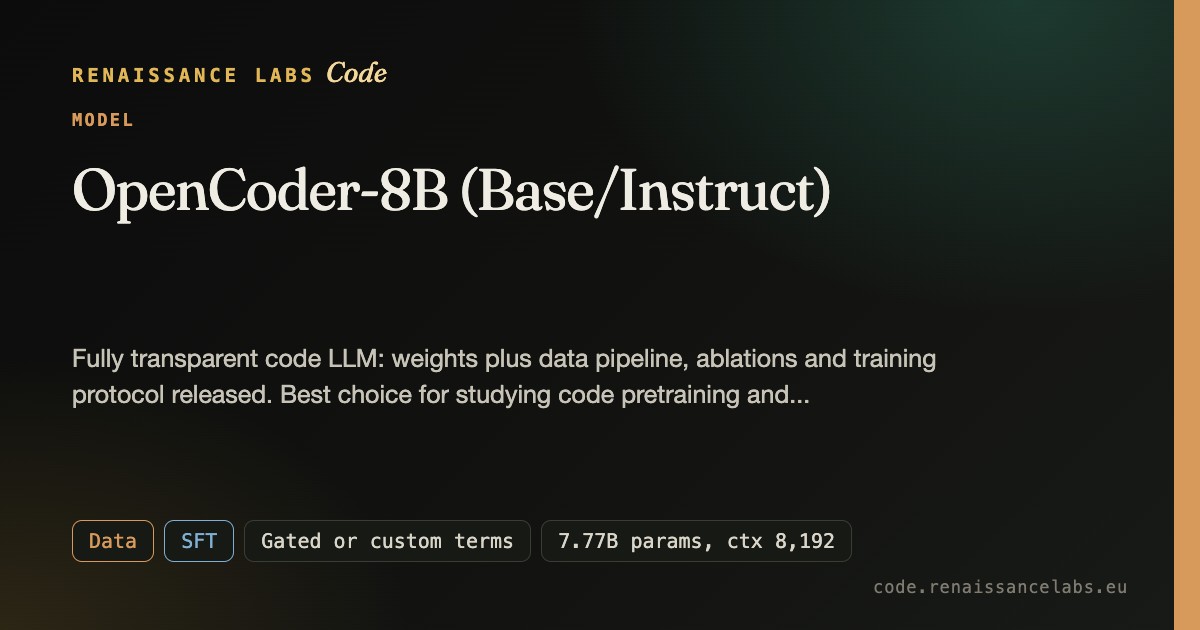 RENAISSANCE LABS Code
MODEL
OpenCoder-8B (Base/Instruct)
Fully transparent code LLM: weights plus data pipeline, ablations and training
protocol released. Best choice for studying code pretraining and...
Data SFT Gated or custom terms 7.77B params, ctx 8,192
code.renaissancelabs.eu